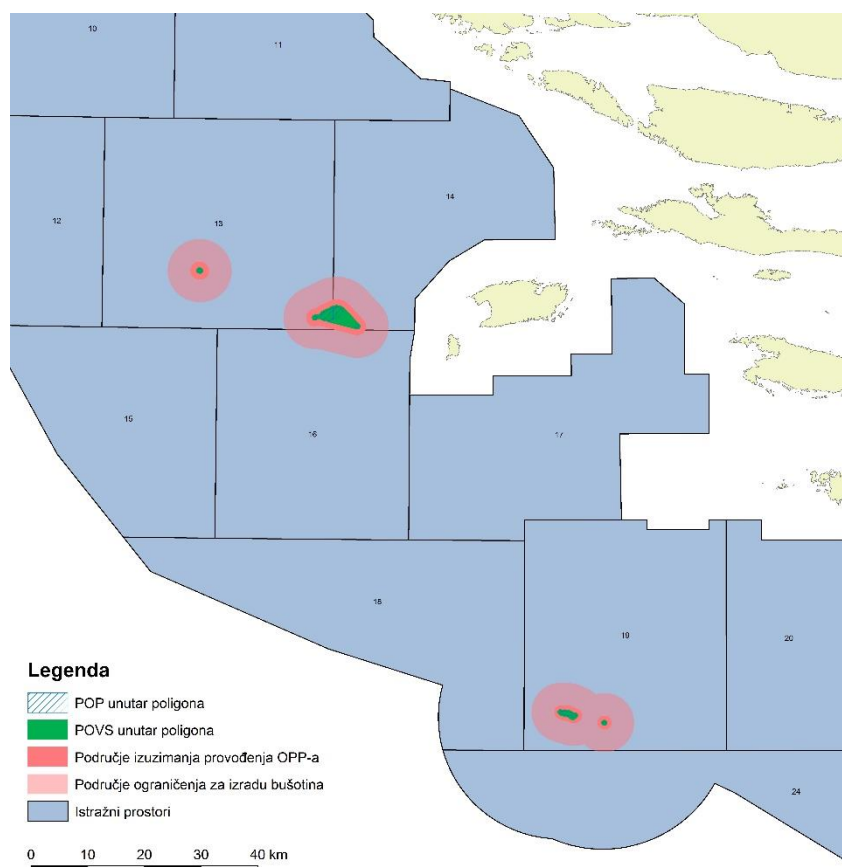 10
11
12
13
14
15
16
17
18
19
20
24
Legenda
POP unutar poligona
POVS unutar poligona
Područje izuzimanja provođenja OPP-a
Područje ograničenja za izradu bušotina
Istražni prostori
0 10 20 30 40 km